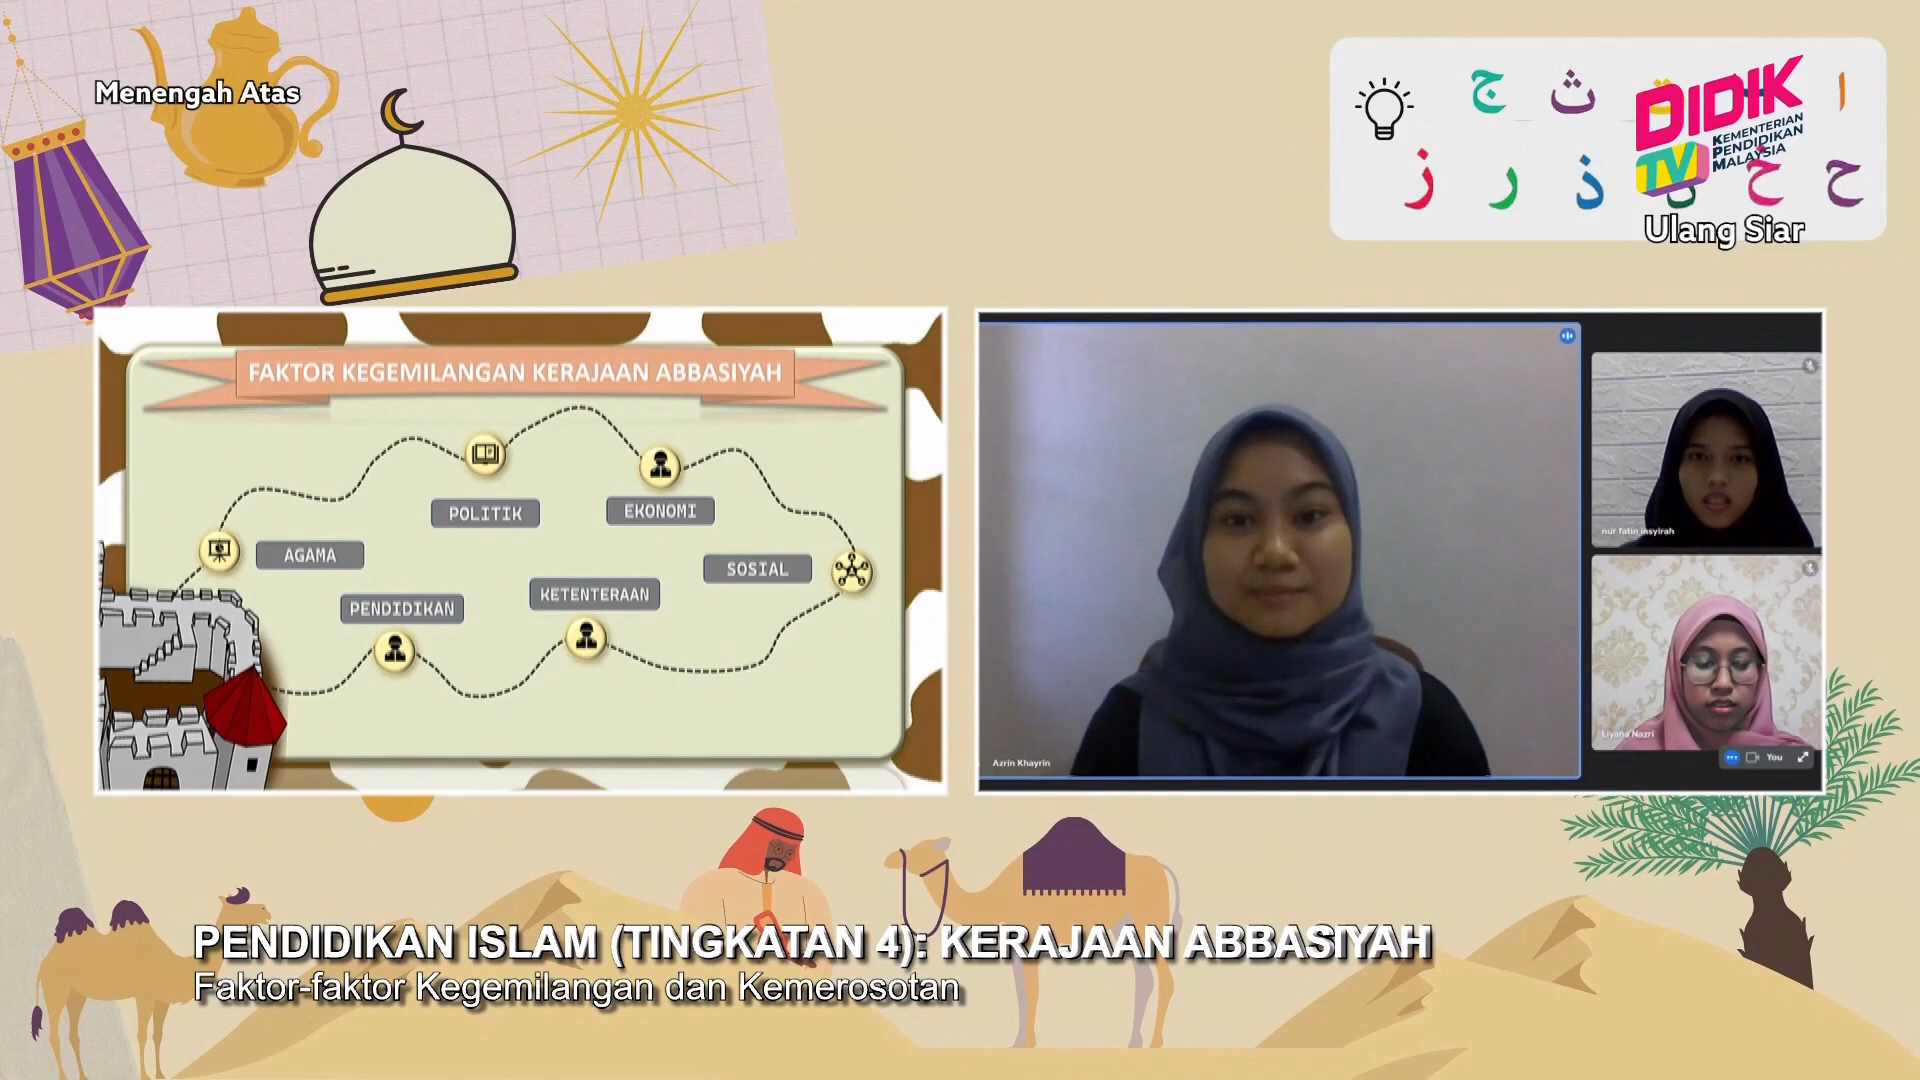 Menengah Atas
ا ث ج
ح خ ذ ر ز
DIDIK
TV
KEMENTERIAN
PENDIDIKAN
MALAYSIA
Ulang Siar
FAKTOR KEGEMILANGAN KERAJAAN ABBASIYAH
POLITIK
EKONOMI
AGAMA
SOSIAL
PENDIDIKAN
KETENTERAAN
Azrin Khayrin
nur fatin insyirah
Liyana Nazri
You
PENDIDIKAN ISLAM (TINGKATAN 4): KERAJAAN ABBASIYAH
Faktor-faktor Kegemilangan dan Kemerosotan